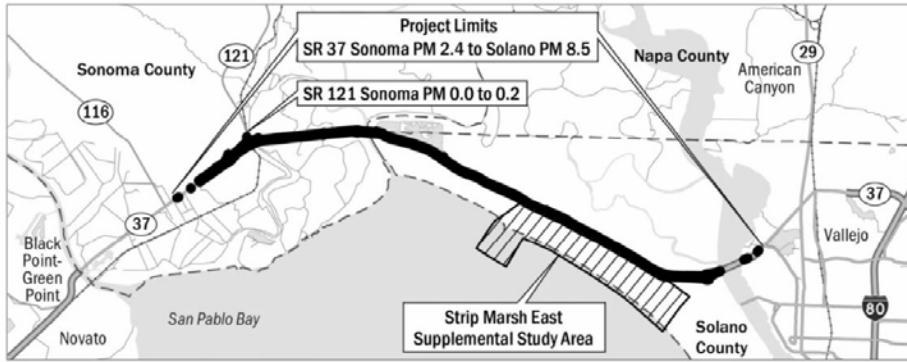 Project Limits
SR 37 Sonoma PM 2.4 to Solano PM 8.5
121
Sonoma County
SR 121 Sonoma PM 0.0 to 0.2
116
Napa County
29
American
Canyon
37
37
Black
Point-
Green
Point
Vallejo
San Pablo Bay
Novato
Strip Marsh East
Supplemental Study Area
Solano
County
80